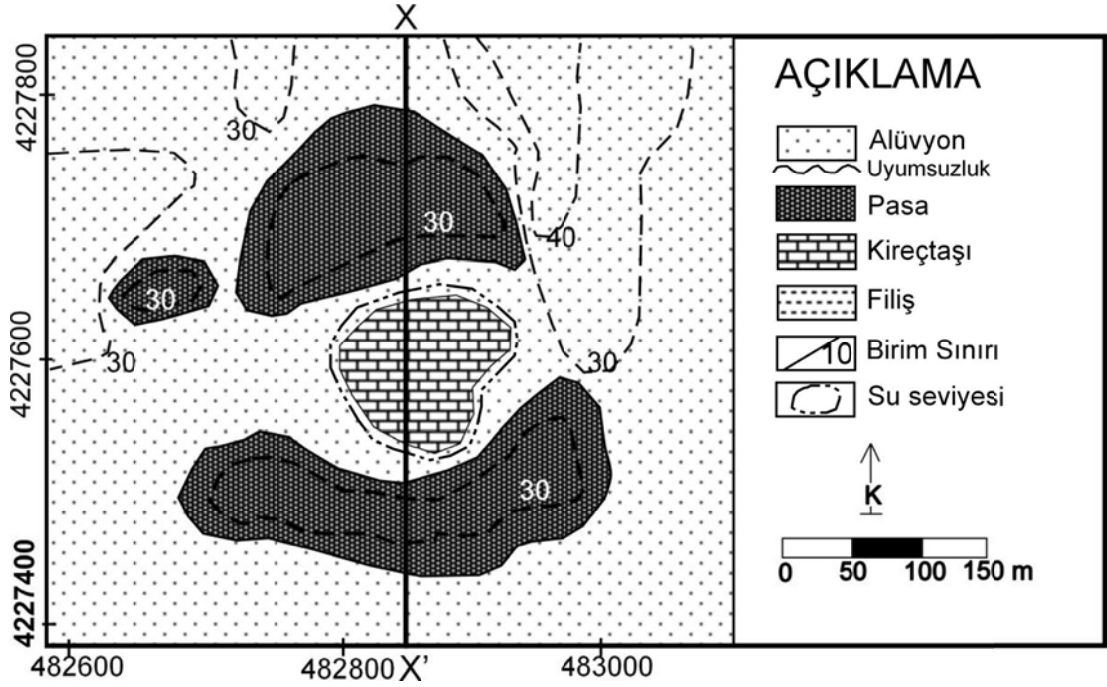 X
4227800
4227600
4227400
30
30
40
30
30
30
30
482600
482800
X'
483000
AÇIKLAMA
Alüvyon
Uyumsuzluk
Pasa
Kireçtaşı
Filiş
10
Birim Sınırı
Su seviyesi
K
0 50 100 150 m